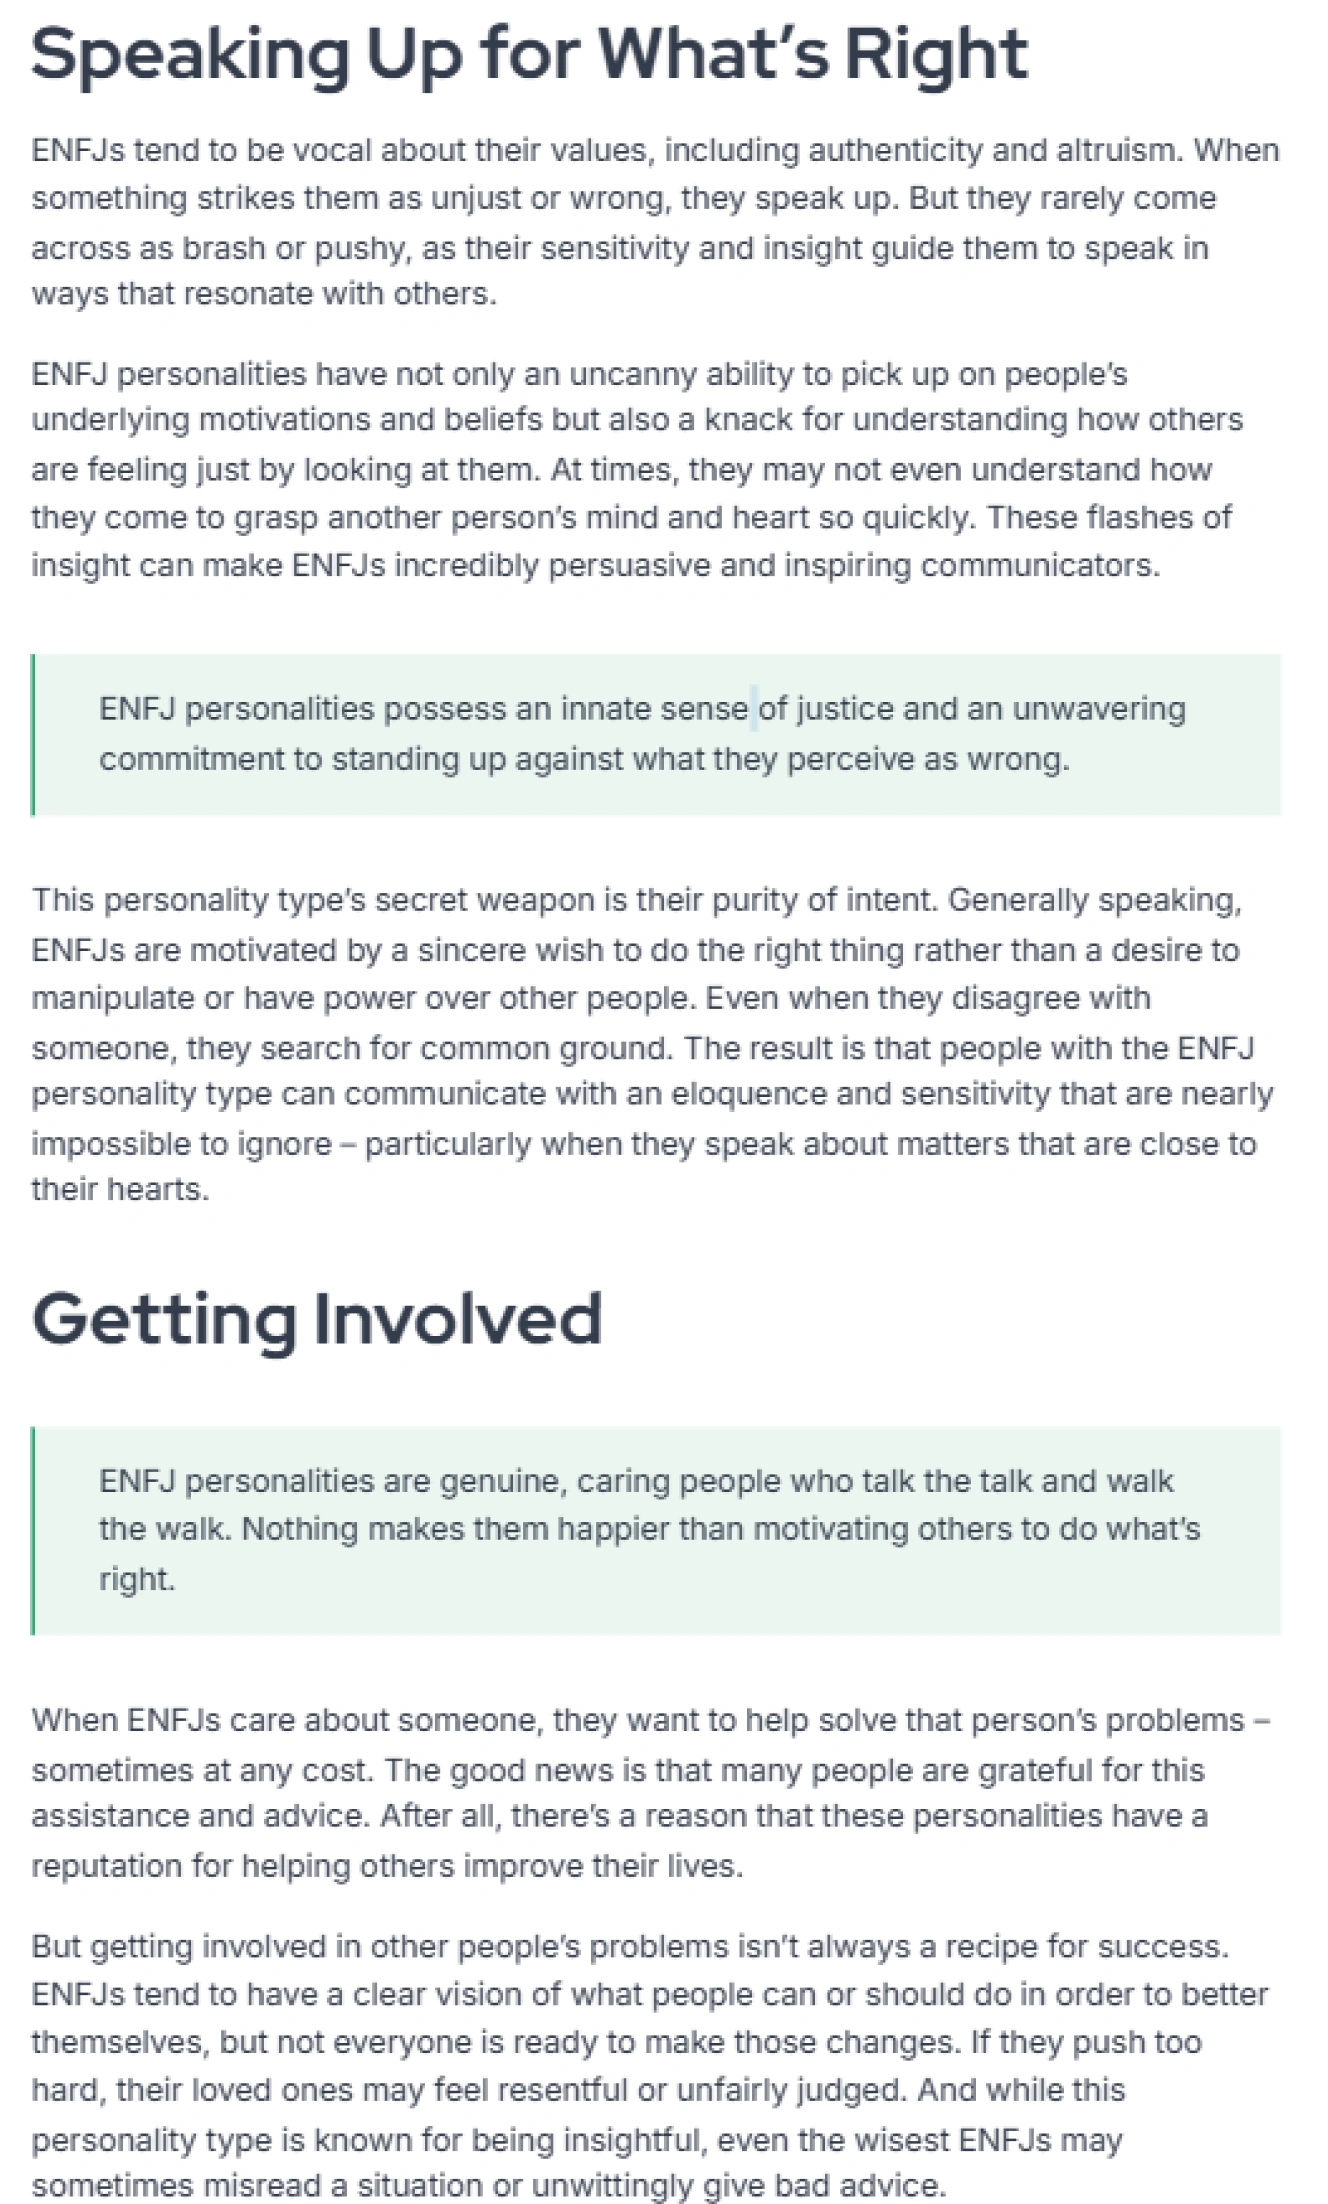 Speaking Up for What’s Right
ENFJs tend to be vocal about their values, including authenticity and altruism. When
something strikes them as unjust or wrong, they speak up. But they rarely come
across as brash or pushy, as their sensitivity and insight guide them to speak in
ways that resonate with others.
ENFJ personalities have not only an uncanny ability to pick up on people’s
underlying motivations and beliefs but also a knack for understanding how others
are feeling just by looking at them. At times, they may not even understand how
they come to grasp another person’s mind and heart so quickly. These flashes of
insight can make ENFJs incredibly persuasive and inspiring communicators.
ENFJ personalities possess an innate sense of justice and an unwavering
commitment to standing up against what they perceive as wrong.
This personality type’s secret weapon is their purity of intent. Generally speaking,
ENFJs are motivated by a sincere wish to do the right thing rather than a desire to
manipulate or have power over other people. Even when they disagree with
someone, they search for common ground. The result is that people with the ENFJ
personality type can communicate with an eloquence and sensitivity that are nearly
impossible to ignore – particularly when they speak about matters that are close to
their hearts.
Getting Involved
ENFJ personalities are genuine, caring people who talk the talk and walk
the walk. Nothing makes them happier than motivating others to do what’s
right.
When ENFJs care about someone, they want to help solve that person’s problems –
sometimes at any cost. The good news is that many people are grateful for this
assistance and advice. After all, there’s a reason that these personalities have a
reputation for helping others improve their lives.
But getting involved in other people’s problems isn’t always a recipe for success.
ENFJs tend to have a clear vision of what people can or should do in order to better
themselves, but not everyone is ready to make those changes. If they push too
hard, their loved ones may feel resentful or unfairly judged. And while this
personality type is known for being insightful, even the wisest ENFJs may
sometimes misread a situation or unwittingly give bad advice.